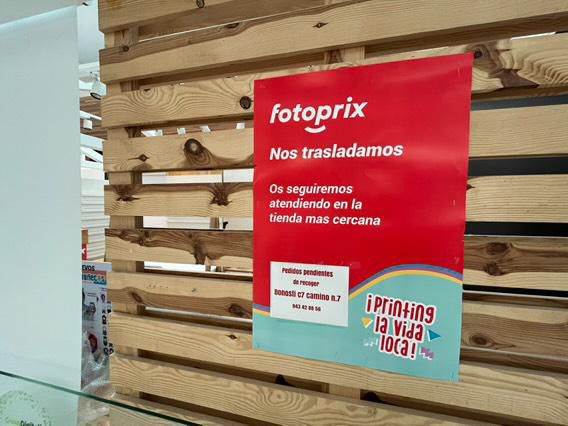 fotoprix
Nos trasladamos
Os seguiremos
atendiendo en la
tienda mas cercana
Pedidos pendientes
de recoger
Donosti c7 camino n.7
943 42 88 56
¡Printing
la vida
loca!